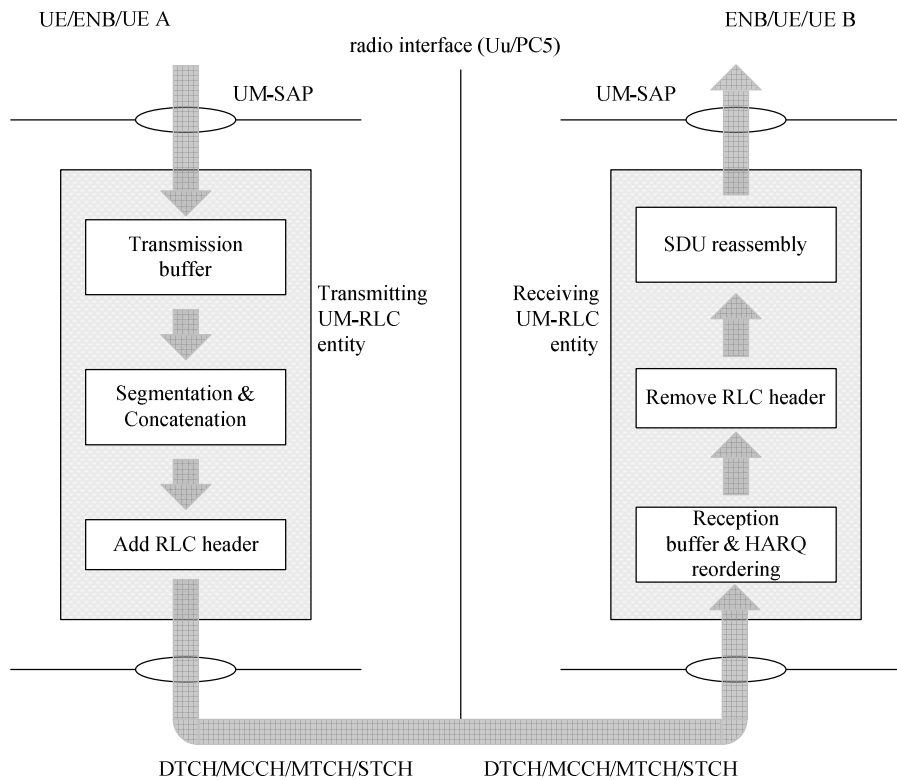 UE/ENB/UE A
ENB/UE/UE B
radio interface (Uu/PC5)
UM-SAP
UM-SAP
Transmission
buffer
Transmitting
UM-RLC
entity
Segmentation &
Concatenation
Add RLC header
SDU reassembly
Receiving
UM-RLC
entity
Remove RLC header
Reception
buffer & HARQ
reordering
DTCH/MCCH/MTCH/STCH
DTCH/MCCH/MTCH/STCH